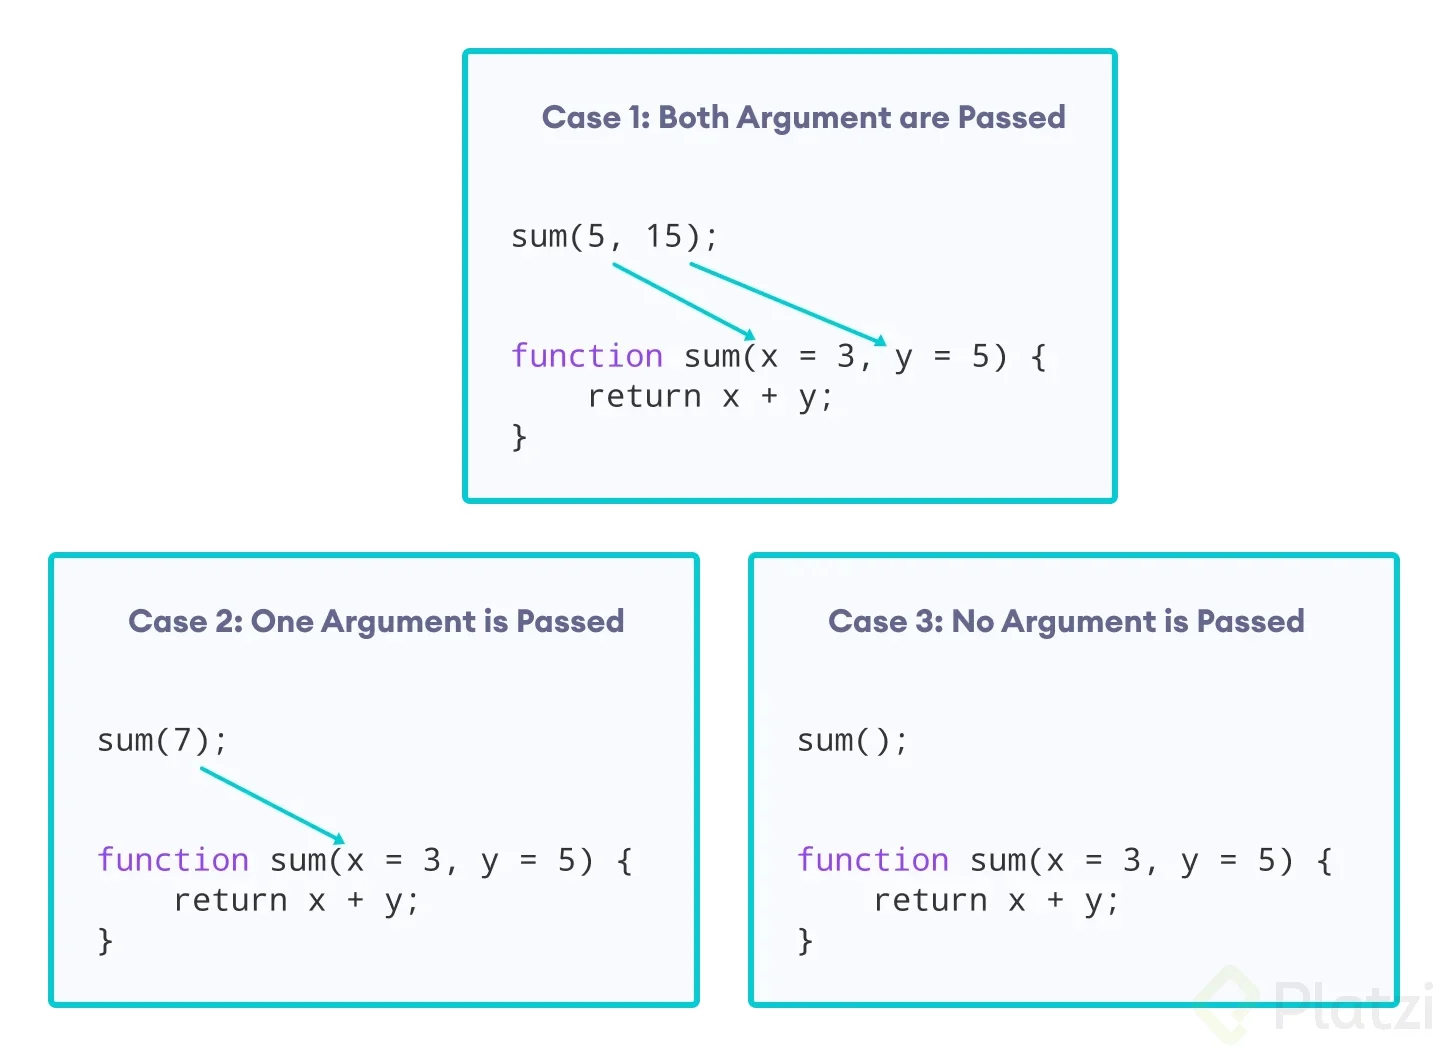 Case 1: Both Argument are Passed
sum(5, 15);
function sum(x = 3, y = 5) {
    return x + y;
}
Case 2: One Argument is Passed
sum(7);
function sum(x = 3, y = 5) {
    return x + y;
}
Case 3: No Argument is Passed
sum();
function sum(x = 3, y = 5) {
    return x + y;
}
Platzi